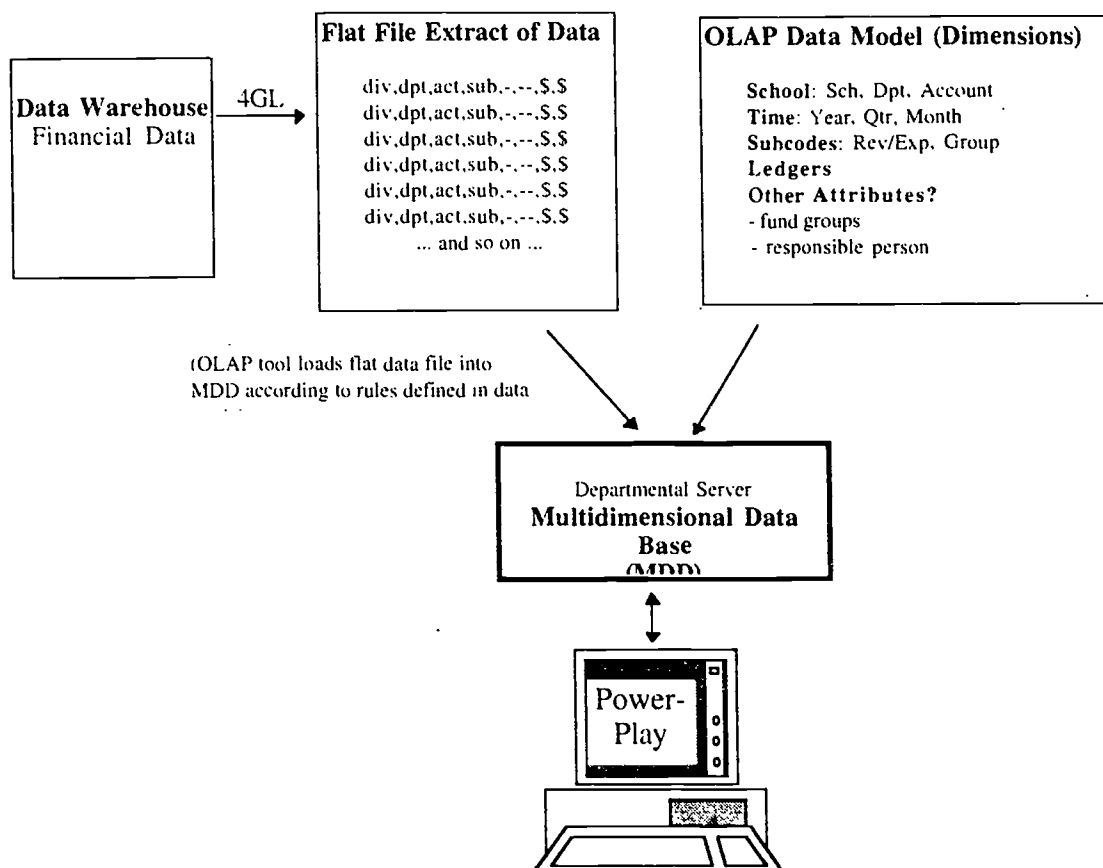 Data Warehouse
Financial Data
4GL
Flat File Extract of Data
div,dpt,act,sub,-,--,$,$
div,dpt,act,sub,-,--,$,$
div,dpt,act,sub,-,--,$,$
div,dpt,act,sub,-,--,$,$
div,dpt,act,sub,-,--,$,$
div,dpt,act,sub,-,--,$,$
... and so on ...
OLAP Data Model (Dimensions)
School: Sch, Dpt, Account
Time: Year, Qtr, Month
Subcodes: Rev/Exp, Group
Ledgers
Other Attributes?
- fund groups
- responsible person
(OLAP tool loads flat data file into
MDD according to rules defined in data
Departmental Server
Multidimensional Data
Base
(MDD)
Power-
Play